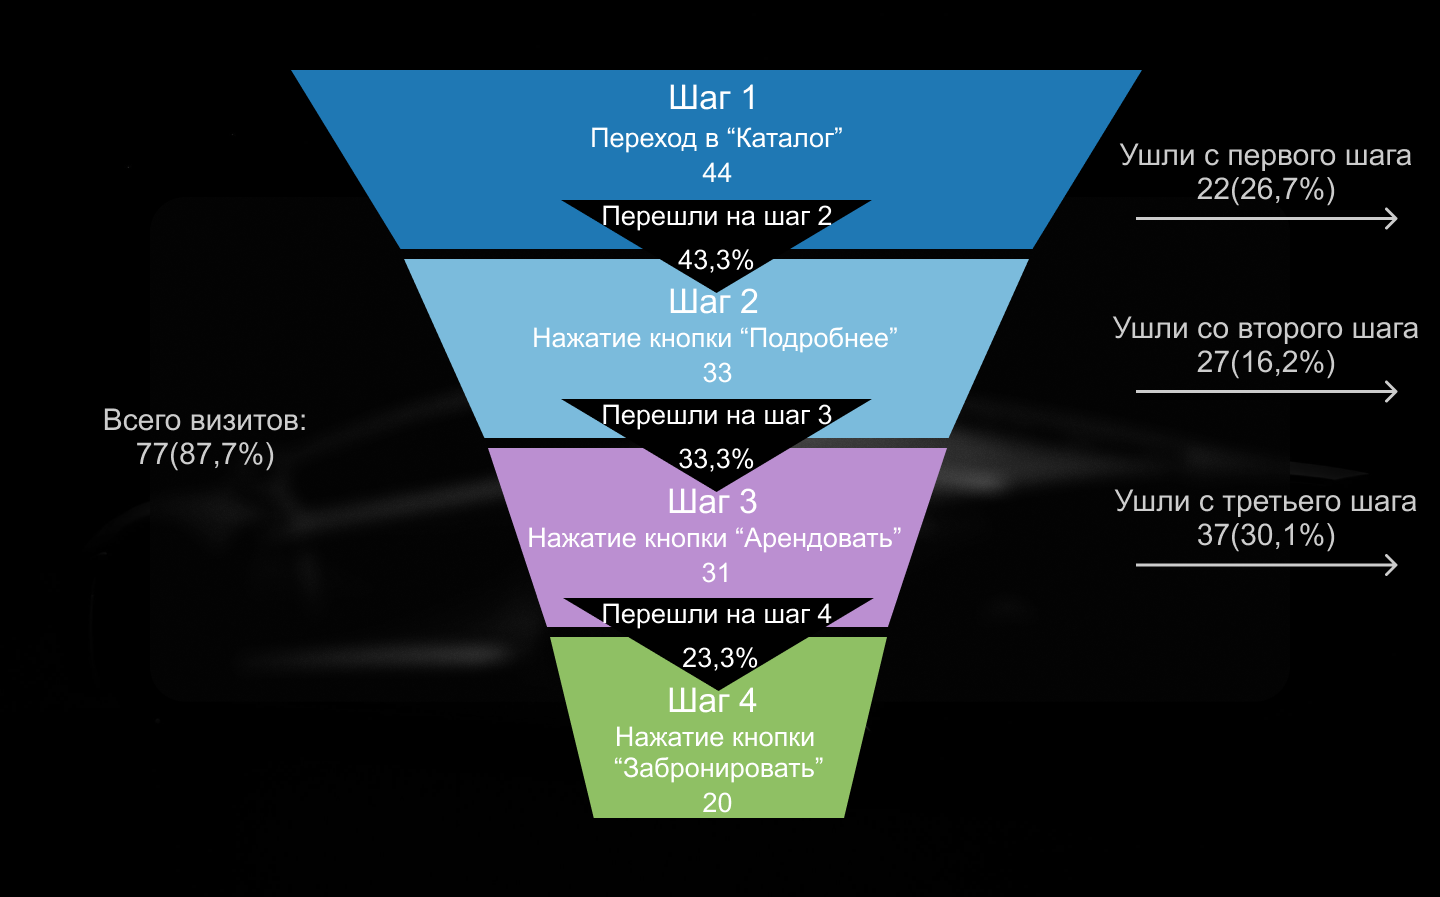 Шаг 1
Переход в “Каталог”
44
Перешли на шаг 2
43,3%
Шаг 2
Нажатие кнопки “Подробнее”
33
Перешли на шаг 3
33,3%
Шаг 3
Нажатие кнопки “Арендовать”
31
Перешли на шаг 4
23,3%
Шаг 4
Нажатие кнопки
“Забронировать”
20
Всего визитов:
77(87,7%)
Ушли с первого шага
22(26,7%)
Ушли со второго шага
27(16,2%)
Ушли с третьего шага
37(30,1%)